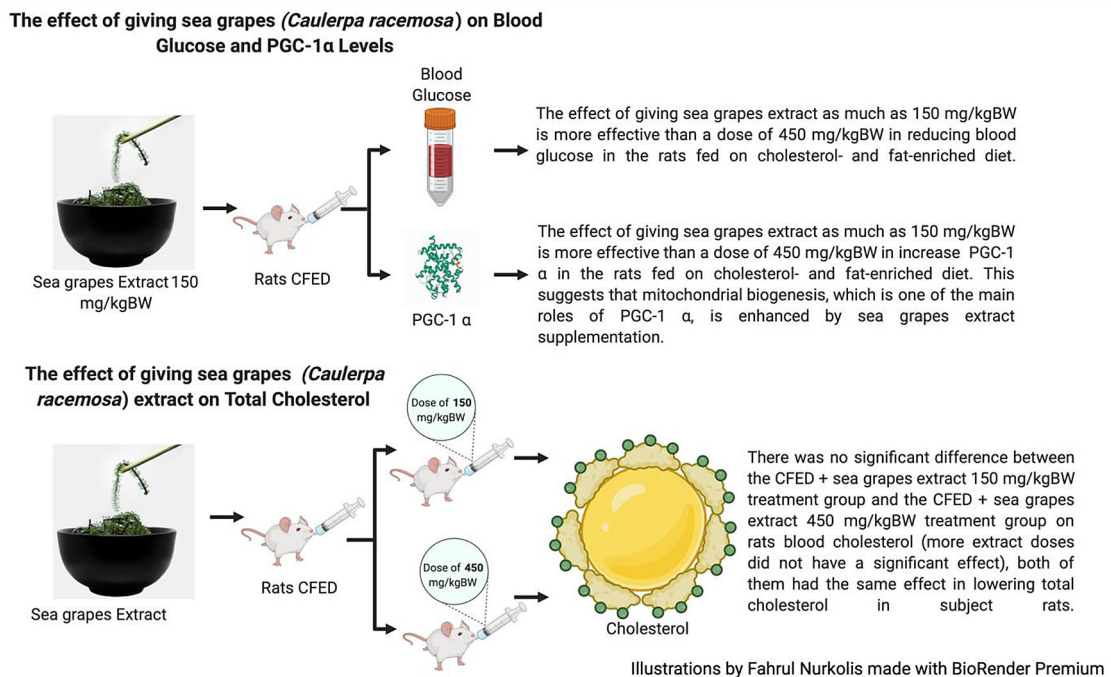 The effect of giving sea grapes (Caulerpa racemosa) on Blood
Glucose and PGC-1α Levels
Blood
Glucose
The effect of giving sea grapes extract as much as 150 mg/kgBW
is more effective than a dose of 450 mg/kgBW in reducing blood
glucose in the rats fed on cholesterol- and fat-enriched diet.
Sea grapes Extract 150
mg/kgBW
Rats CFED
PGC-1 α
The effect of giving sea grapes extract as much as 150 mg/kgBW
is more effective than a dose of 450 mg/kgBW in increase PGC-1
α in the rats fed on cholesterol- and fat-enriched diet. This
suggests that mitochondrial biogenesis, which is one of the main
roles of PGC-1 α, is enhanced by sea grapes extract
supplementation.
The effect of giving sea grapes (Caulerpa
racemosa) extract on Total Cholesterol
Sea grapes Extract
Rats CFED
Dose of 150
mg/kgBW
Dose of 450
mg/kgBW
Cholesterol
There was no significant difference between
the CFED + sea grapes extract 150 mg/kgBW
treatment group and the CFED + sea grapes
extract 450 mg/kgBW treatment group on
rats blood cholesterol (more extract doses
did not have a significant effect), both of
them had the same effect in lowering total
cholesterol in subject rats.
Illustrations by Fahrul Nurkolis made with BioRender Premium